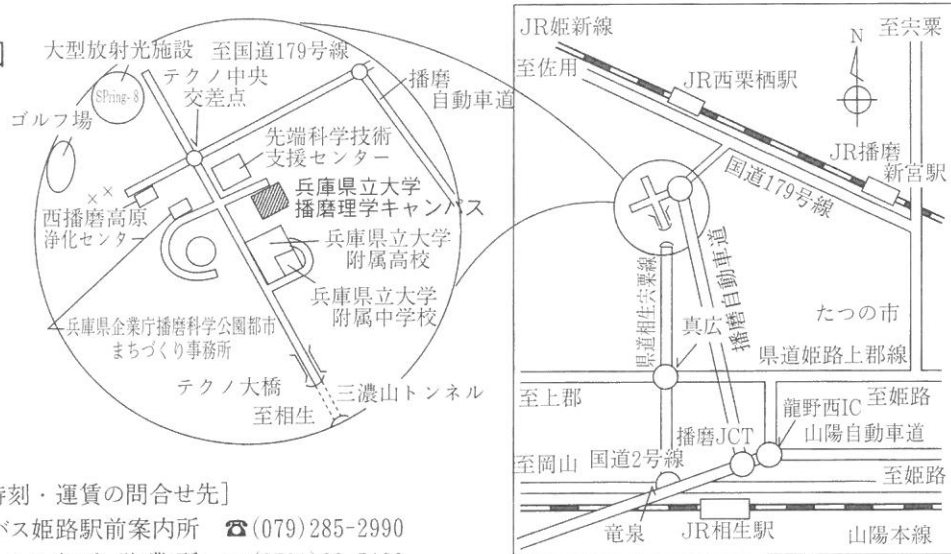 大型放射光施設
至国道179号線
テクノ中央
交差点
播磨
自動車道
SPring-8
ゴルフ場
先端科学技術
支援センター
兵庫県立大学
播磨理学キャンパス
西播磨高原
浄化センター
兵庫県立大学
附属高校
兵庫県立大学
附属中学校
兵庫県企業庁播磨科学公園都市
まちづくり事務所
テクノ大橋
三濃山トンネル
至相生
JR姫新線
至宍粟
至佐用
JR西栗栖駅
N
JR播磨
新宮駅
国道179号線
播磨自動車道
県道相生宍粟線
たつの市
真広
県道姫路上郡線
至上郡
至姫路
龍野西IC
播磨JCT
山陽自動車道
至岡山
国道2号線
至姫路
竜泉
JR相生駅
山陽本線
時刻・運賃の問合せ先]
バス姫路駅前案内所 ☎(079)285-2990